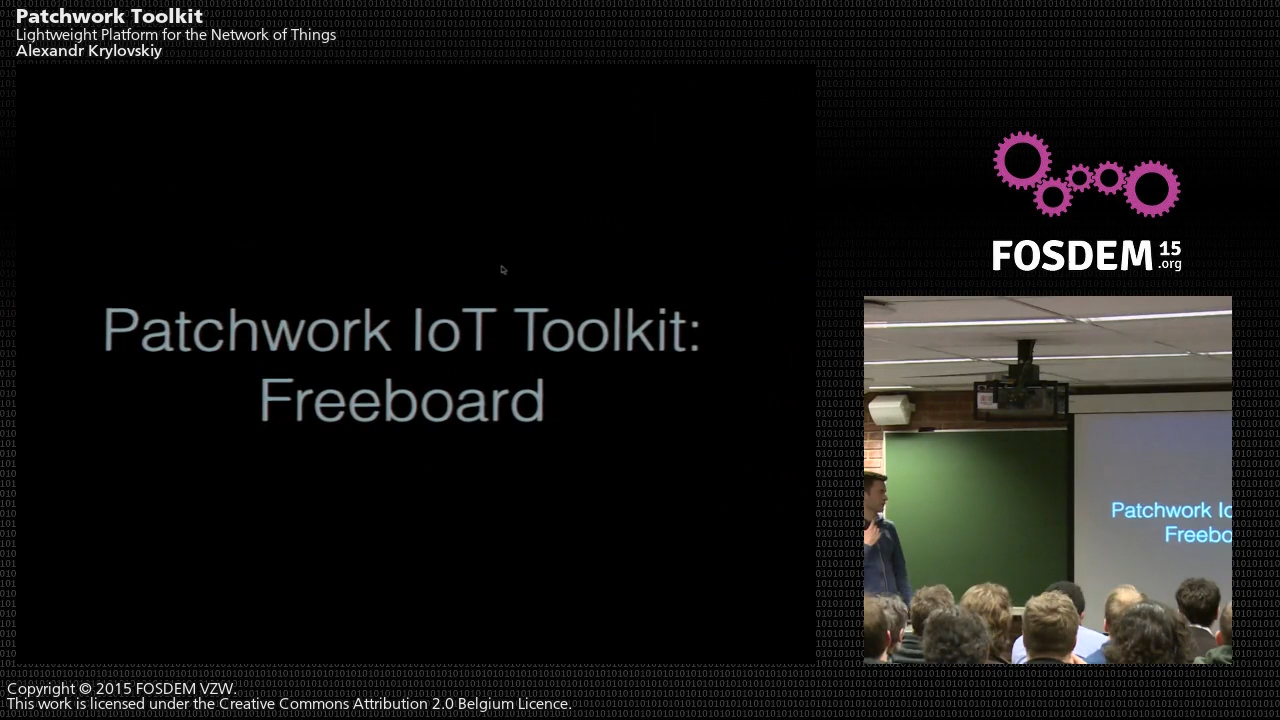 Patchwork Toolkit
Lightweight Platform for the Network of Things
Alexandr Krylovskiy
Patchwork IoT Toolkit:
Freeboard
FOSDEM 15
.org
Patchwork Io
Freebo
Copyright © 2015 FOSDEM VZW.
This work is licensed under the Creative Commons Attribution 2.0 Belgium Licence.